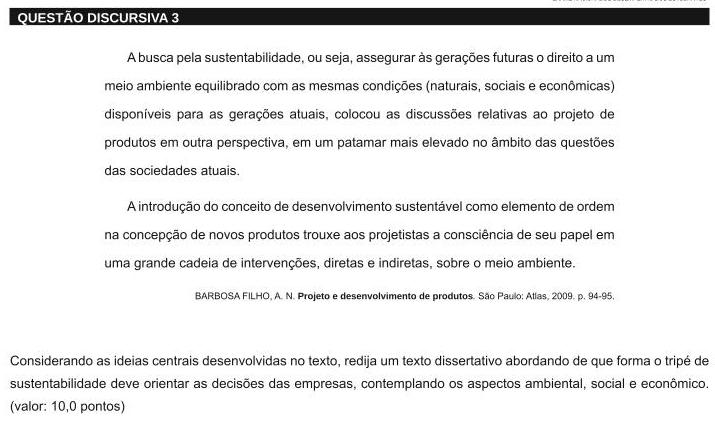 QUESTÃO DISCURSIVA 3
A busca pela sustentabilidade, ou seja, assegurar às gerações futuras o direito a um
meio ambiente equilibrado com as mesmas condições (naturais, sociais e econômicas)
disponíveis para as gerações atuais, colocou as discussões relativas ao projeto de
produtos em outra perspectiva, em um patamar mais elevado no âmbito das questões
das sociedades atuais.
A introdução do conceito de desenvolvimento sustentável como elemento de ordem
na concepção de novos produtos trouxe aos projetistas a consciência de seu papel em
uma grande cadeia de intervenções, diretas e indiretas, sobre o meio ambiente.
BARBOSA FILHO, A. N. Projeto e desenvolvimento de produtos. São Paulo: Atlas, 2009. p. 94-95.
Considerando as ideias centrais desenvolvidas no texto, redija um texto dissertativo abordando de que forma o tripé de
sustentabilidade deve orientar as decisões das empresas, contemplando os aspectos ambiental, social e econômico.
(valor: 10,0 pontos)